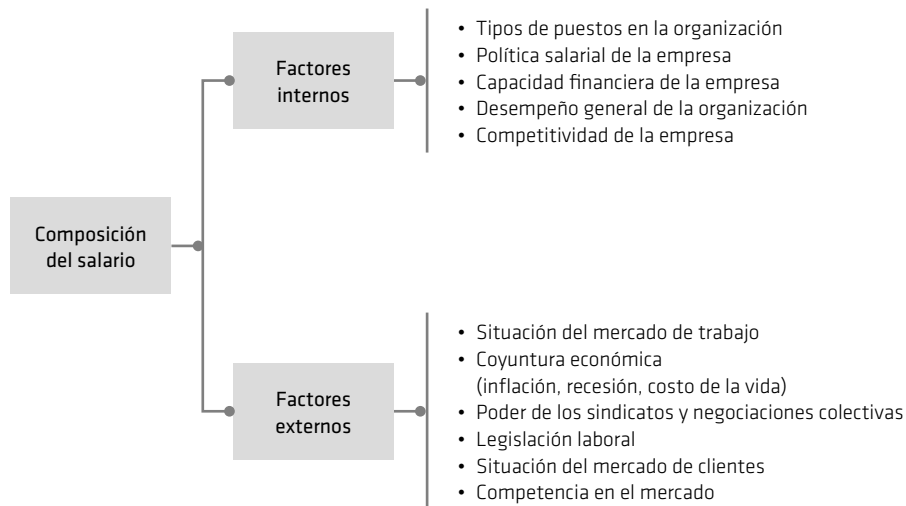 Composición
del salario
Factores
internos
• Tipos de puestos en la organización
• Política salarial de la empresa
• Capacidad financiera de la empresa
• Desempeño general de la organización
• Competitividad de la empresa
Factores
externos
• Situación del mercado de trabajo
• Coyuntura económica
(inflación, recesión, costo de la vida)
• Poder de los sindicatos y negociaciones colectivas
• Legislación laboral
• Situación del mercado de clientes
• Competencia en el mercado